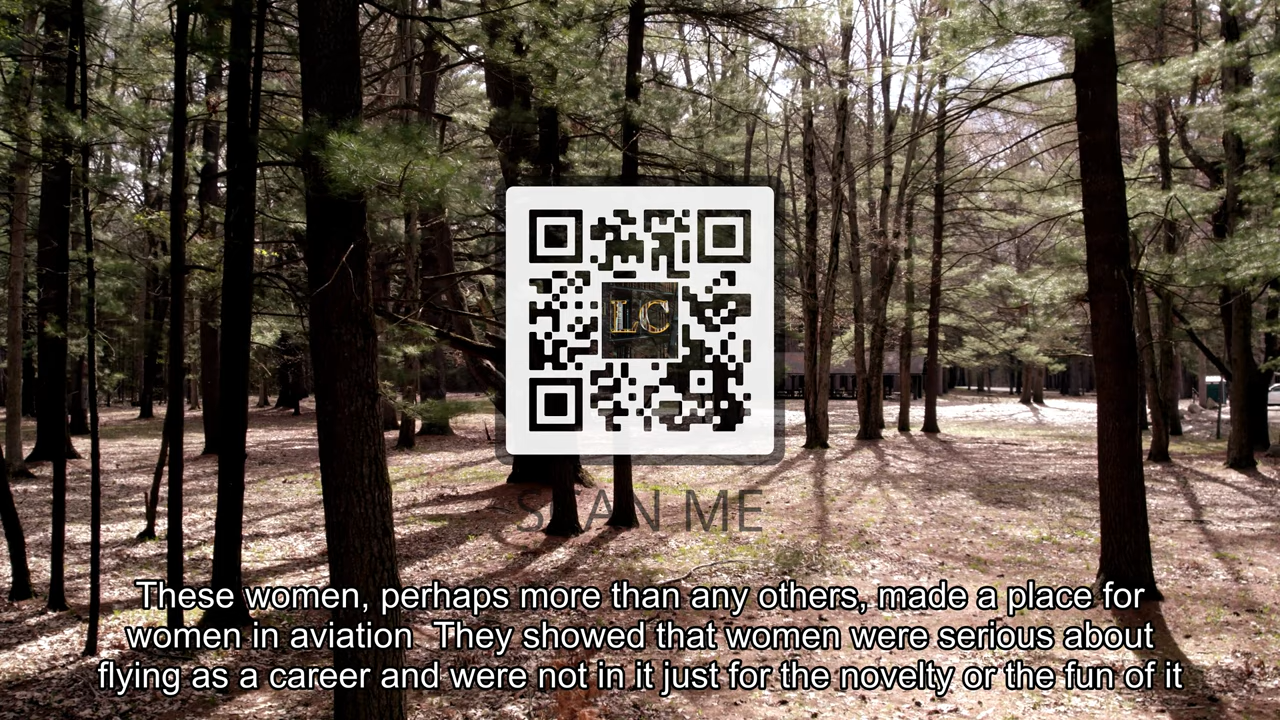 LC
SCAN ME
These women, perhaps more than any others, made a place for
women in aviation They showed that women were serious about
flying as a career and were not in it just for the novelty or the fun of it